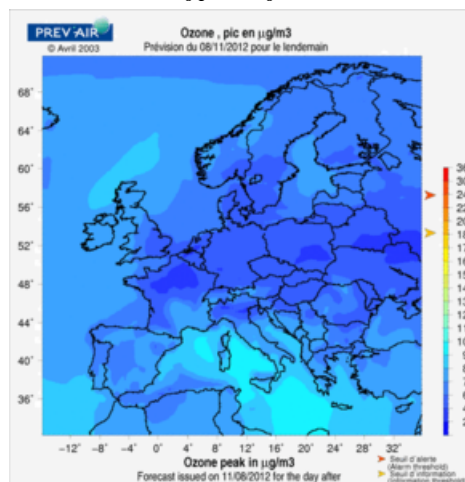 PREV'AIR
© Avril 2003
Ozone , pic en µg/m3
Prévision du 08/11/2012 pour le lendemain
68°
64°
60°
56°
52°
48°
44°
40°
36°
−12° −8° −4° 0° 4° 8° 12° 16° 20° 24° 28° 32°
Ozone peak in µg/m3
Forecast issued on 11/08/2012 for the day after
Seuil d'alerte
(Alarm threshold)
Seuil d'information
(Information threshold)